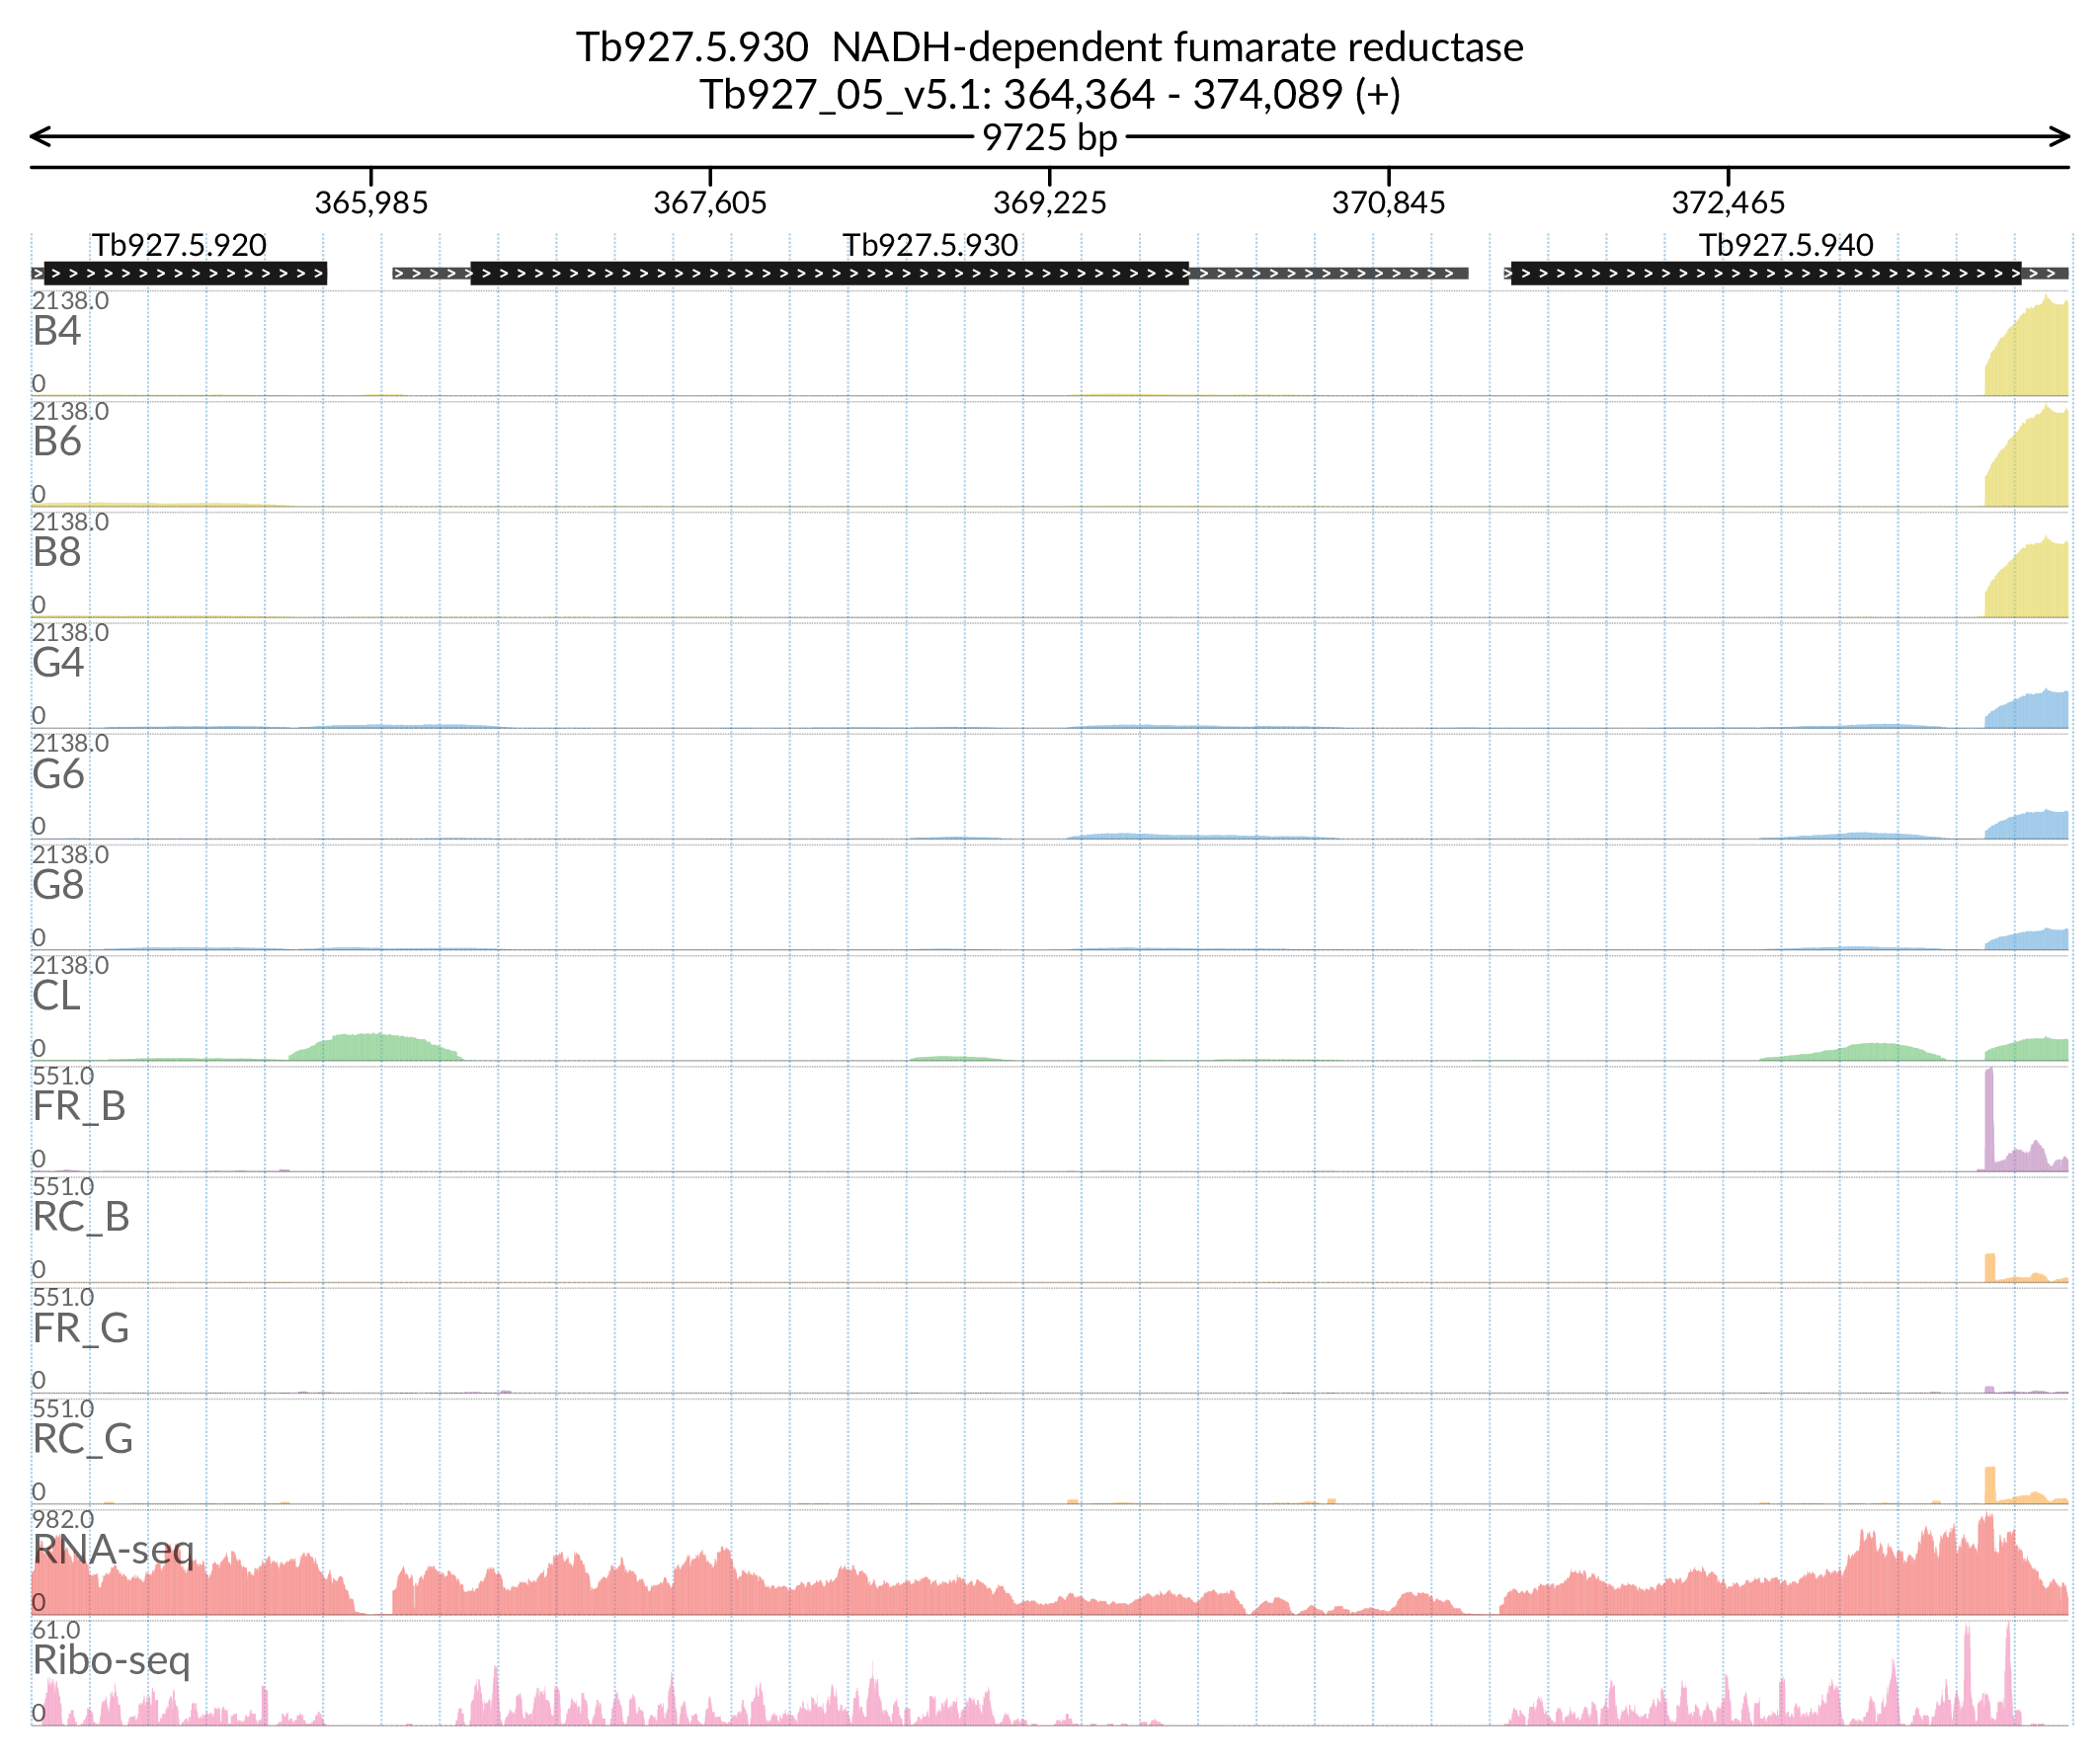 Tb927.5.930  NADH-dependent fumarate reductase
Tb927_05_v5.1: 364,364 - 374,089 (+)
9725 bp
365,985 367,605 369,225 370,845 372,465
Tb927.5.920 Tb927.5.930 Tb927.5.940
2138.0
B4
0
2138.0
B6
0
2138.0
B8
0
2138.0
G4
0
2138.0
G6
0
2138.0
G8
0
2138.0
CL
0
551.0
FR_B
0
551.0
RC_B
0
551.0
FR_G
0
551.0
RC_G
0
982.0
RNA-seq
0
61.0
Ribo-seq
0